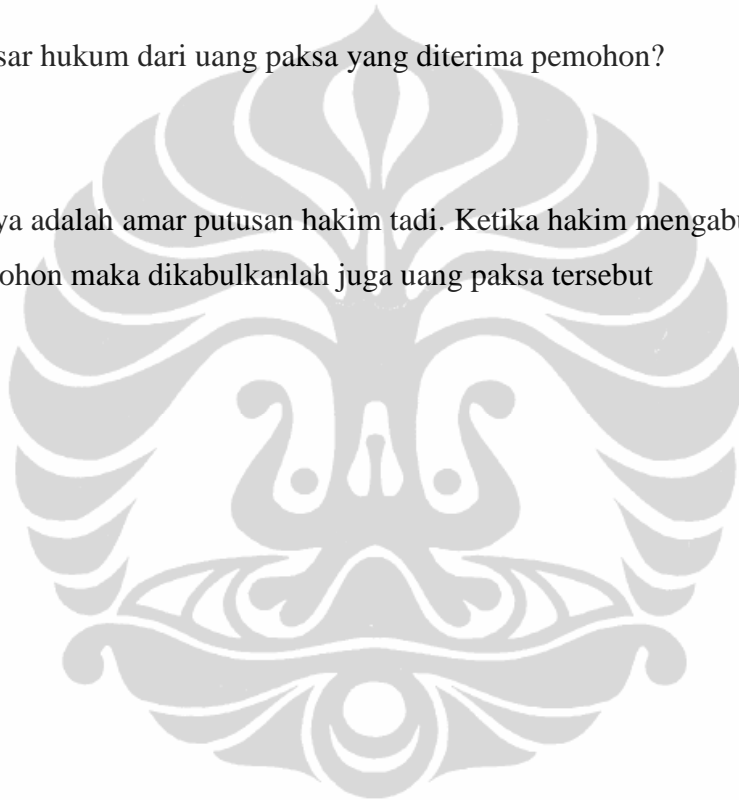 sar hukum dari uang paksa yang diterima pemohon?
ya adalah amar putusan hakim tadi. Ketika hakim mengabu
ohon maka dikabulkanlah juga uang paksa tersebut